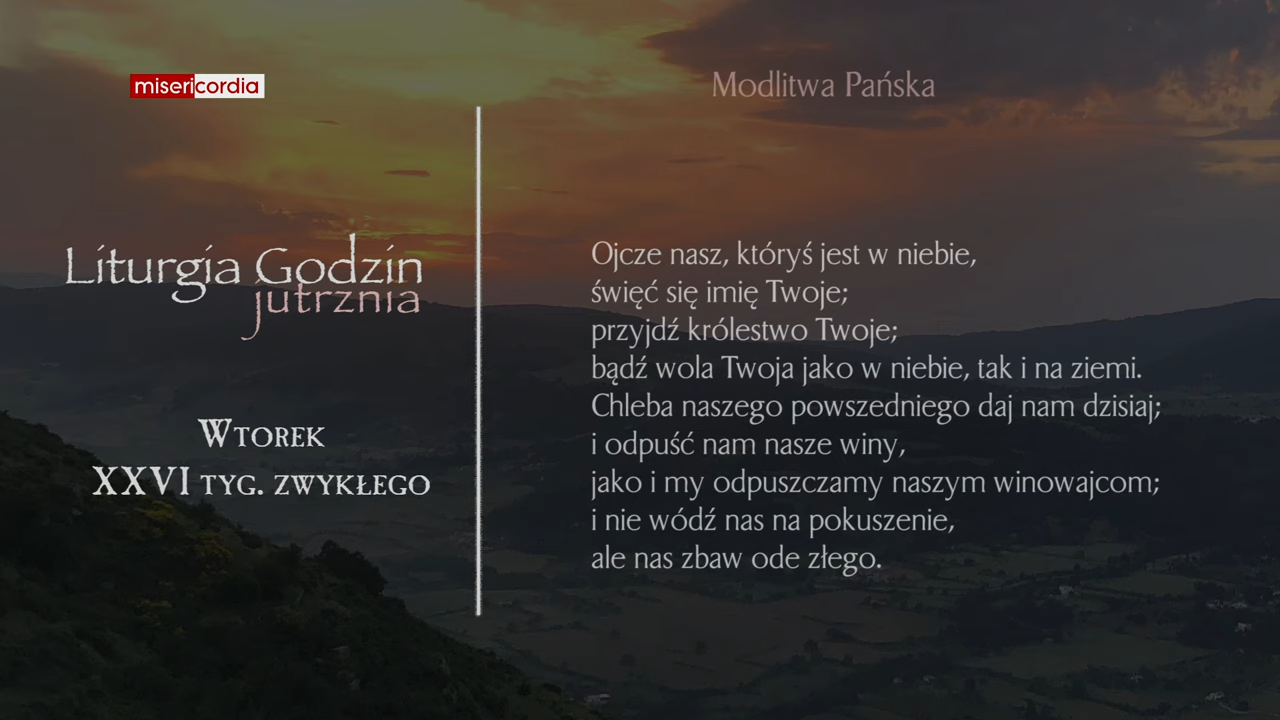 misericordia
Liturgia Godzin
jutrznia
Wtorek
XXVI tyg. zwykłego
Modlitwa Pańska
Ojcze nasz, któryś jest w niebie,
święć się imię Twoje;
przyjdź królestwo Twoje;
bądź wola Twoja jako w niebie, tak i na ziemi.
Chleba naszego powszedniego daj nam dzisiaj;
i odpuść nam nasze winy,
jako i my odpuszczamy naszym winowajcom;
i nie wódź nas na pokuszenie,
ale nas zbaw ode złego.